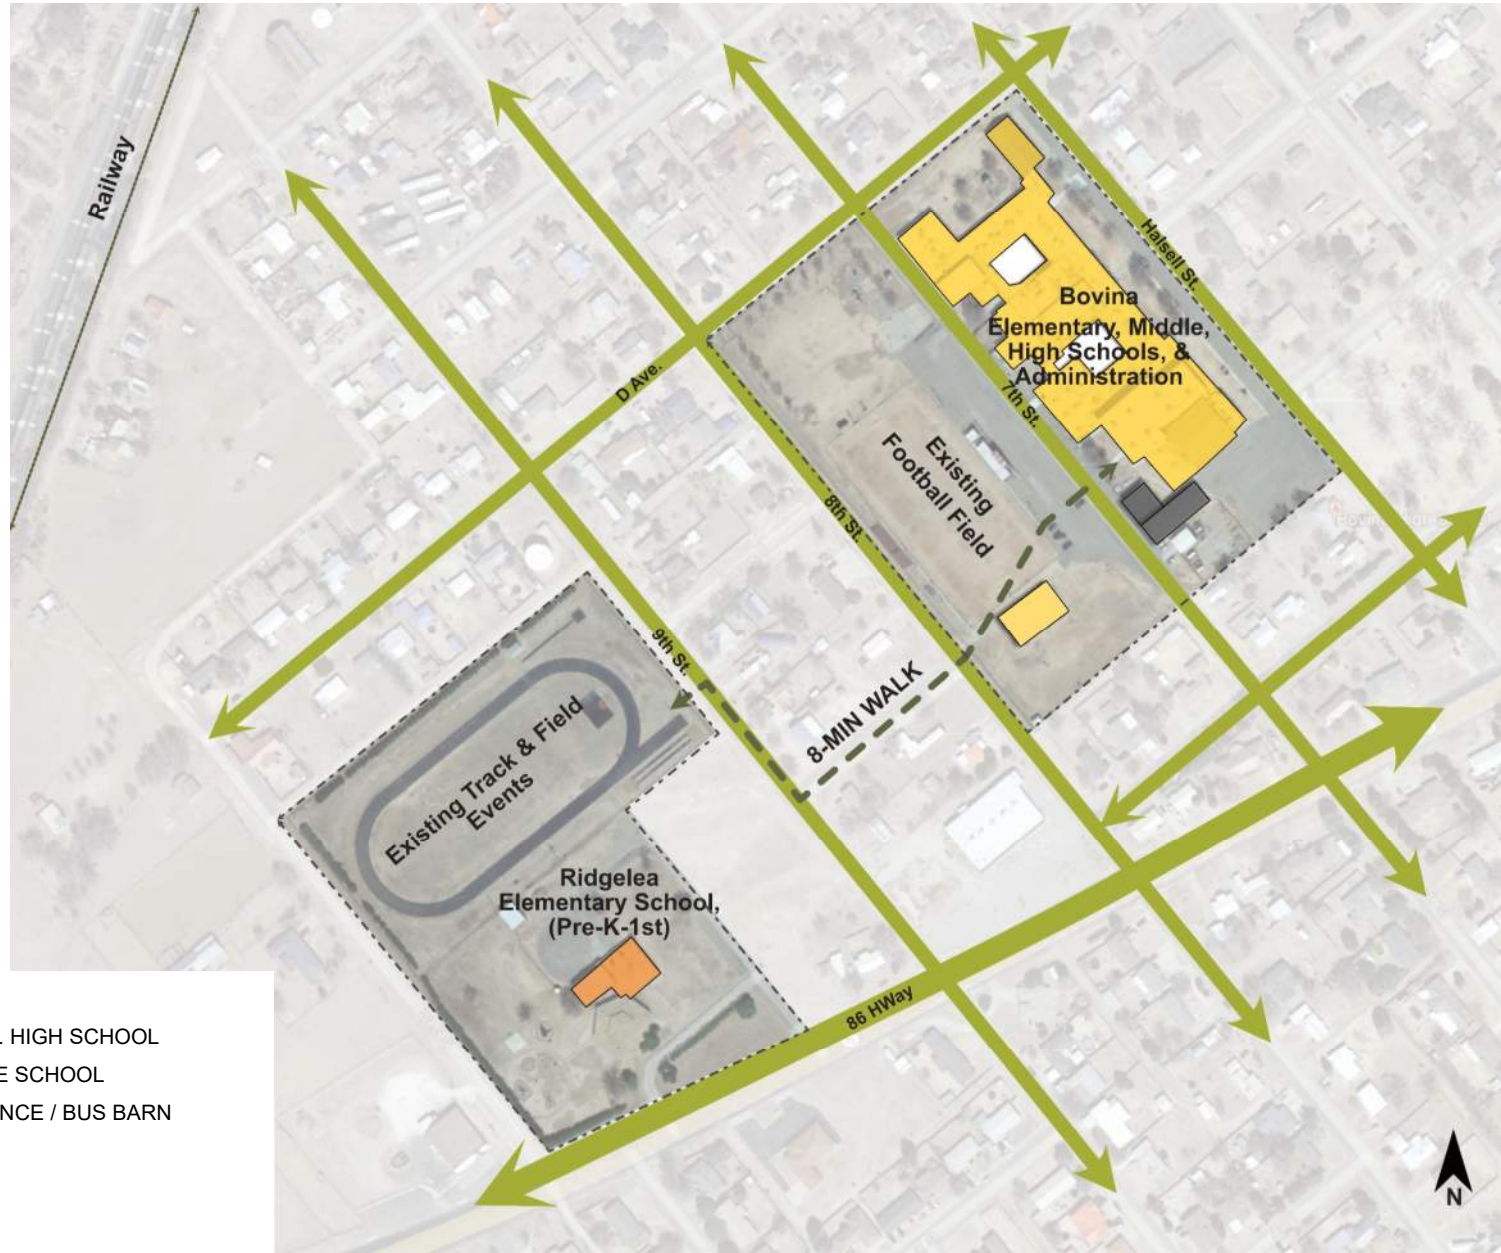 Railway
Halsell St.
Bovina
Elementary, Middle,
High Schools, &
Administration
7th St.
D Ave.
Existing
Football Field
8th St.
9th St.
8-MIN WALK
Existing Track & Field
Events
Ridgelea
Elementary School,
(Pre-K-1st)
86 HWay
HIGH SCHOOL
SCHOOL
/ BUS BARN
N